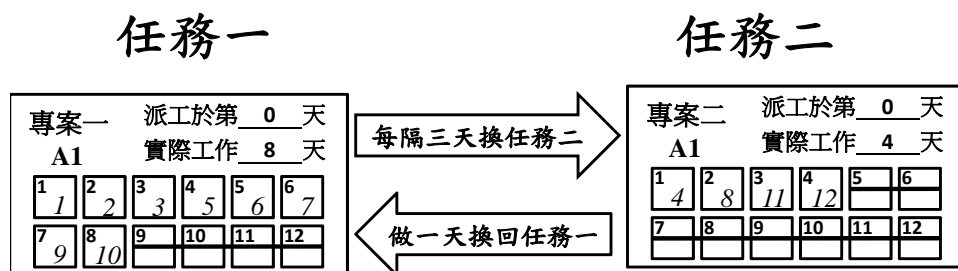 任務一
任務二
專案一 派工於第 0 天
A1 實際工作 8 天
1 2 3 4 5 6
1 2 3 5 6 7
7 8 9 10 11 12
9 10
每隔三天換任務二
做一天換回任務一
專案二 派工於第 0 天
A1 實際工作 4 天
1 2 3 4 5 6
4 8 11 12
7 8 9 10 11 12